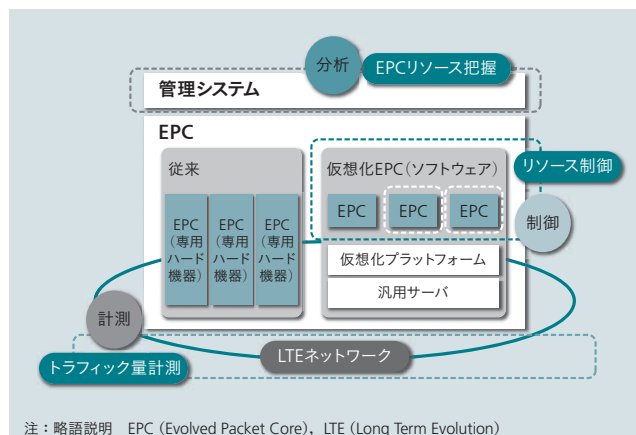 分析
EPCリソース把握
管理システム
EPC
従来
仮想化EPC(ソフトウェア)
リソース制御
EPC
(専用
ハード
機器)
EPC
(専用
ハード
機器)
EPC
(専用
ハード
機器)
EPC
EPC
EPC
制御
仮想化プラットフォーム
汎用サーバ
計測
LTEネットワーク
トラフィック量計測
注：略語説明　EPC (Evolved Packet Core)，LTE (Long Term Evolution)